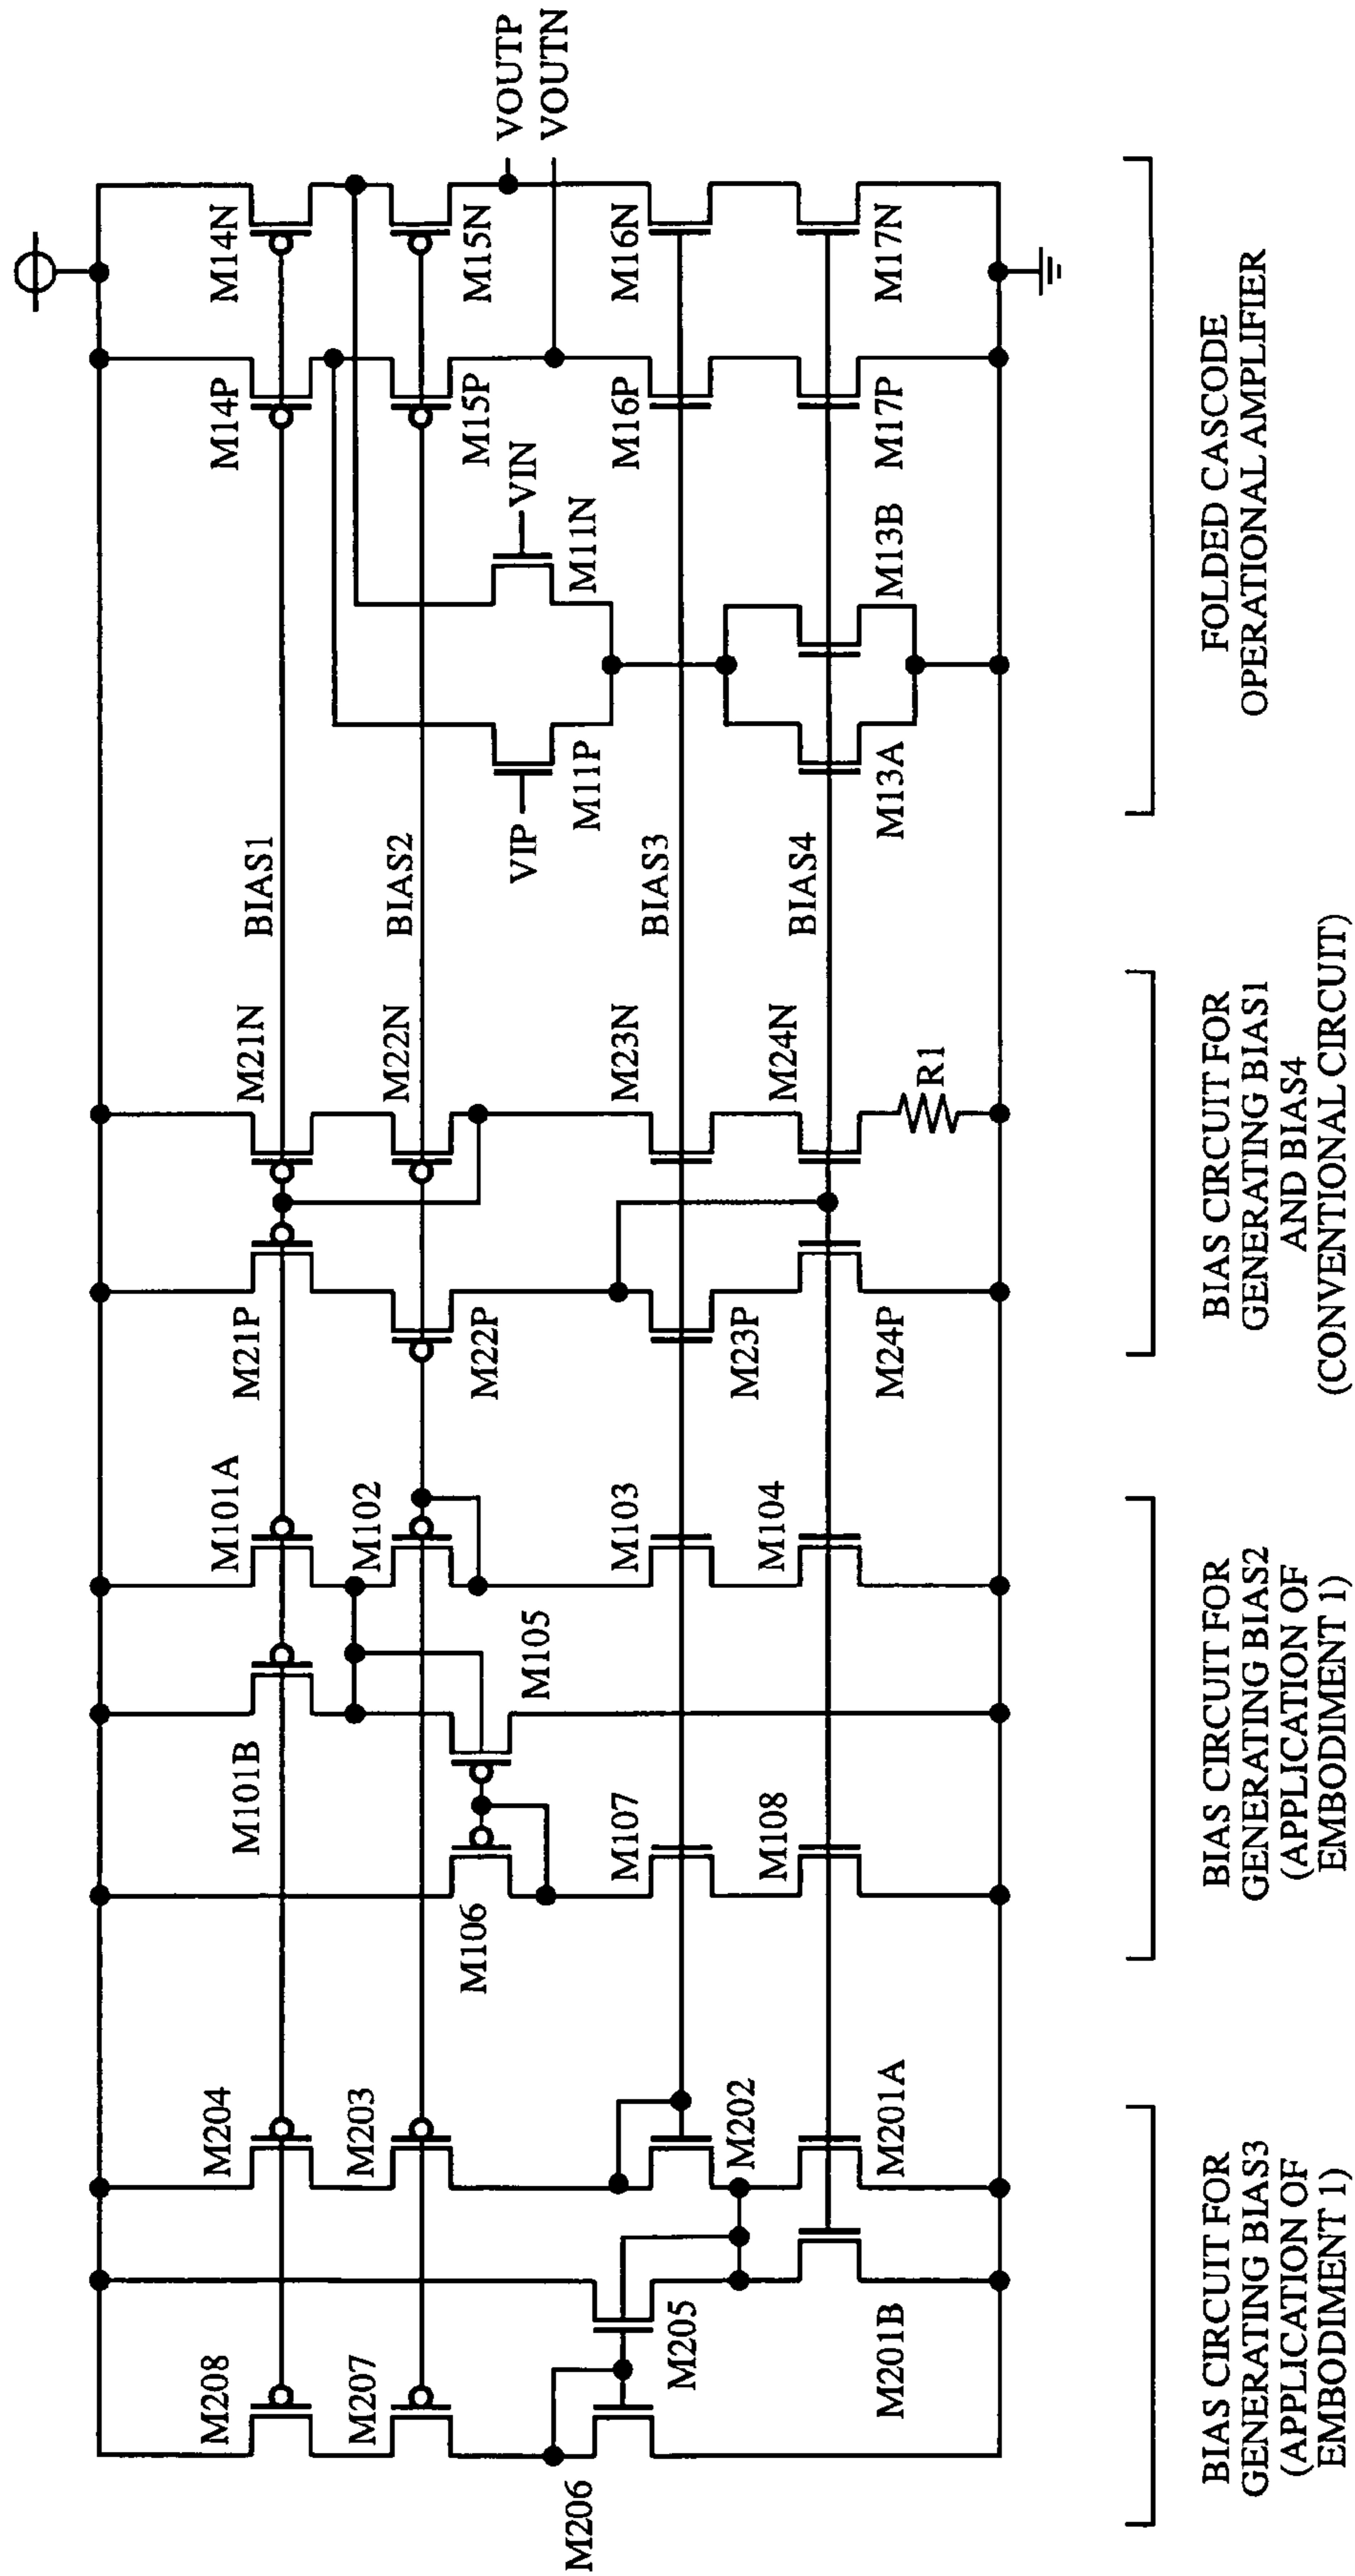 M208
M204
M101B
M101A
M21P
M21N
BIAS1
M14P
M14N
M207
M203
M102
M22P
M22N
BIAS2
M15P
M15N
VOUTP
VOUTN
M106
M105
VIP
M11P
M11N
VIN
M206
M205
M202
M107
M103
M23P
M23N
BIAS3
M16P
M16N
M201B
M201A
M108
M104
M24P
M24N
BIAS4
M13A
M13B
M17P
M17N
R1
BIAS CIRCUIT FOR
GENERATING BIAS3
(APPLICATION OF
EMBODIMENT 1)
BIAS CIRCUIT FOR
GENERATING BIAS2
(APPLICATION OF
EMBODIMENT 1)
BIAS CIRCUIT FOR
GENERATING BIAS1
AND BIAS4
(CONVENTIONAL CIRCUIT)
FOLDED CASCODE
OPERATIONAL AMPLIFIER